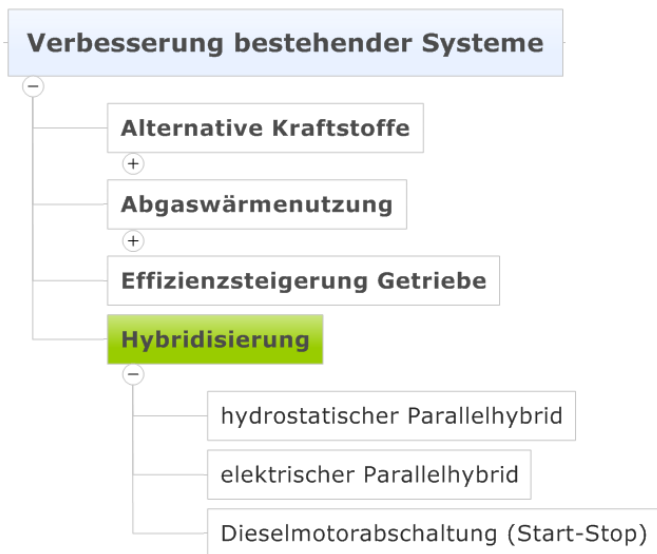 Verbesserung bestehender Systeme
Alternative Kraftstoffe
Abgaswärmenutzung
Effizienzsteigerung Getriebe
Hybridisierung
hydrostatischer Parallelhybrid
elektrischer Parallelhybrid
Dieselmotorabschaltung (Start-Stop)